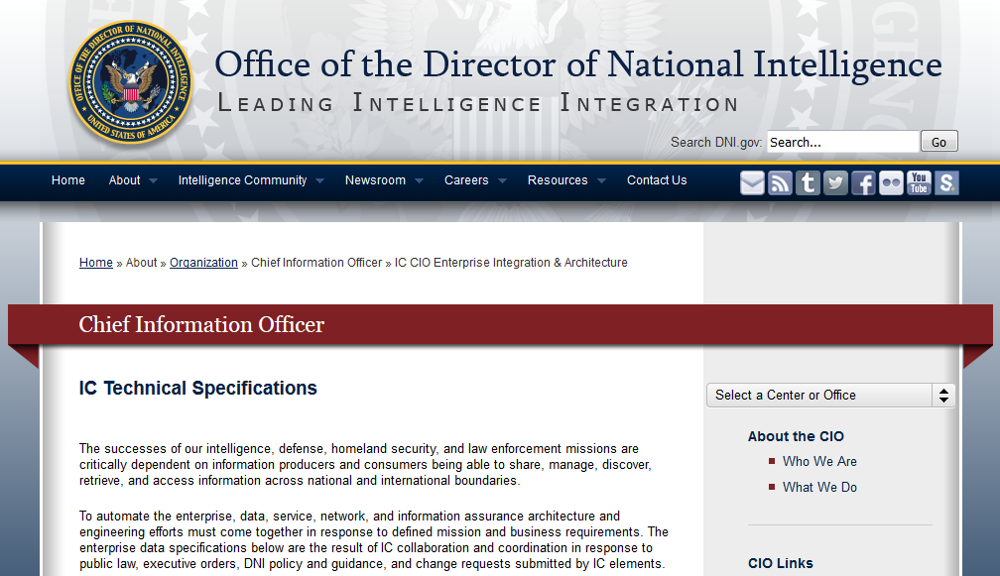 OFFICE OF THE DIRECTOR OF NATIONAL INTELLIGENCE
UNITED STATES OF AMERICA
Office of the Director of National Intelligence
LEADING INTELLIGENCE INTEGRATION
Search DNI.gov: Search... Go
Home About Intelligence Community Newsroom Careers Resources Contact Us
t f You Tube S.
Home » About » Organization » Chief Information Officer » IC CIO Enterprise Integration & Architecture
Chief Information Officer
IC Technical Specifications
The successes of our intelligence, defense, homeland security, and law enforcement missions are
critically dependent on information producers and consumers being able to share, manage, discover,
retrieve, and access information across national and international boundaries.
To automate the enterprise, data, service, network, and information assurance architecture and
engineering efforts must come together in response to defined mission and business requirements. The
enterprise data specifications below are the result of IC collaboration and coordination in response to
public law, executive orders, DNI policy and guidance, and change requests submitted by IC elements.
Select a Center or Office
About the CIO
Who We Are
What We Do
CIO Links